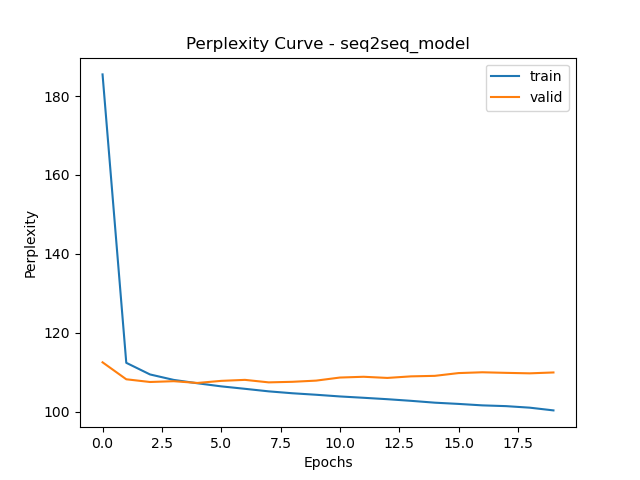 Perplexity Curve - seq2seq_model
train
valid
180
160
140
120
100
Perplexity
0.0 2.5 5.0 7.5 10.0 12.5 15.0 17.5
Epochs